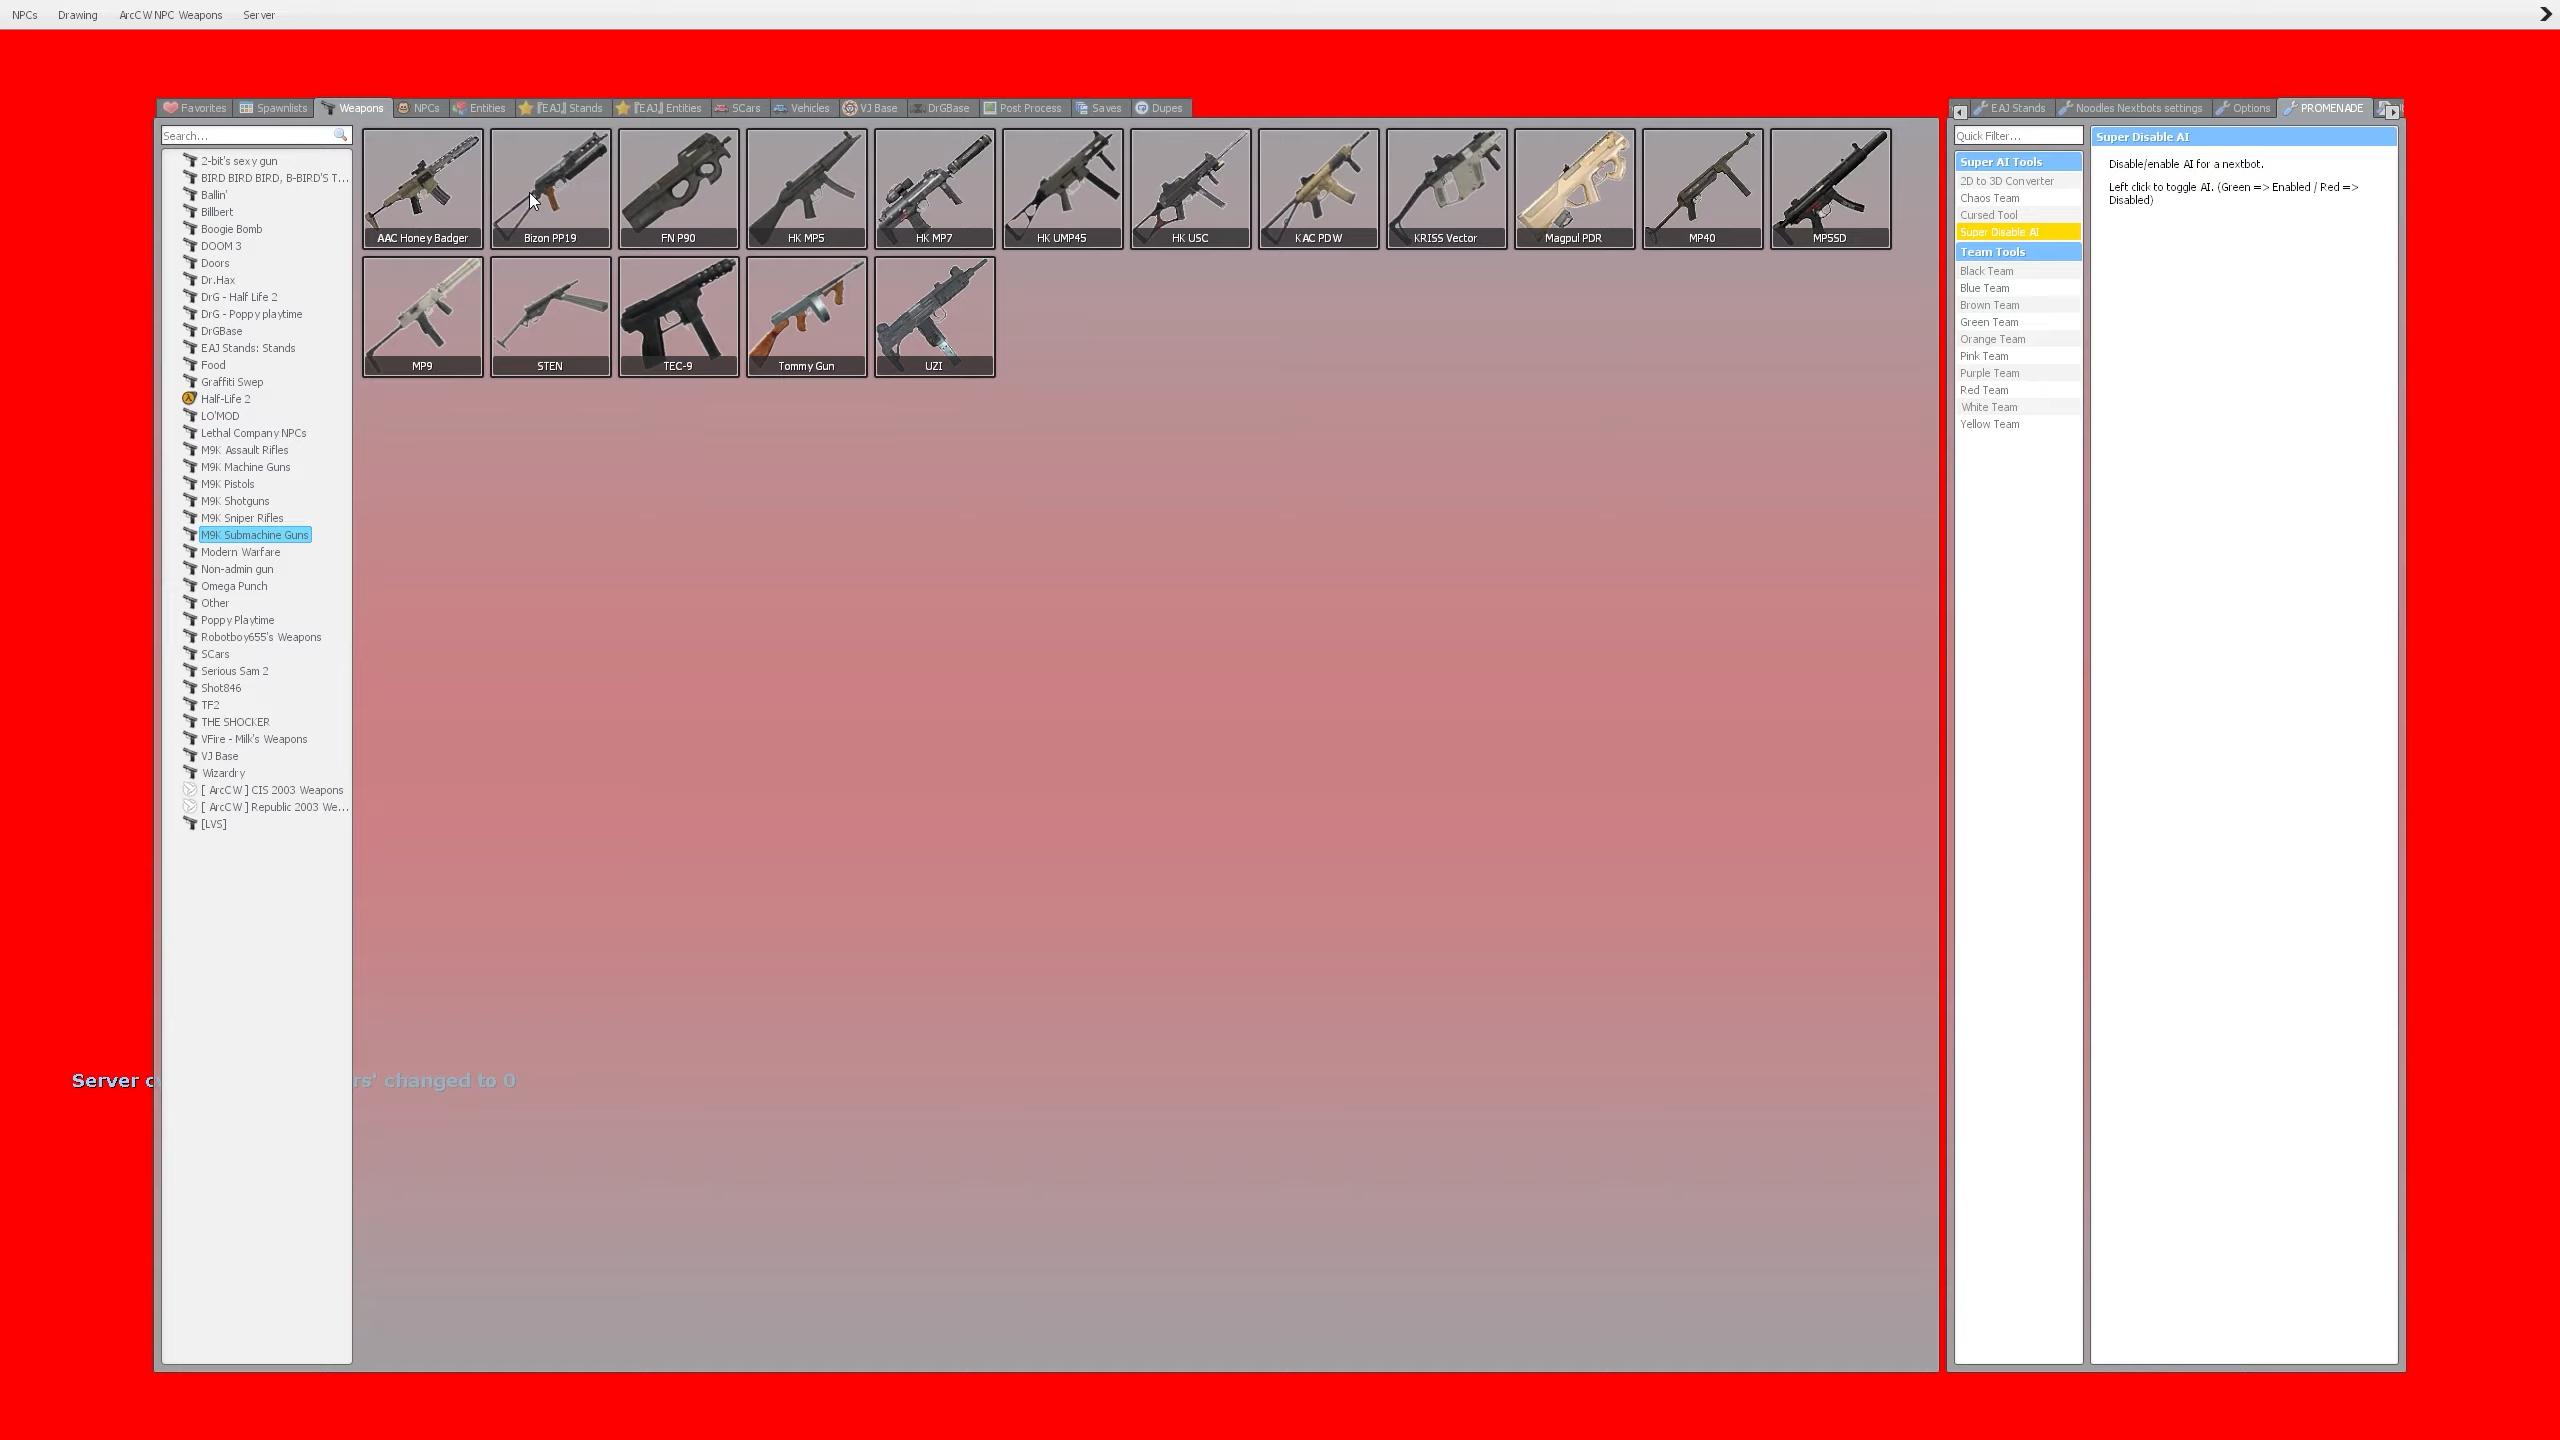 NPCs Drawing ArcCW NPC Weapons Server
Favorites Spawnlists Weapons NPCs Entities [EAJ] Stands [EAJ] Entities SCars Vehicles VJ Base DrGBase Post Process Saves Dupes
Search...
2-bit's sexy gun
BIRD BIRD BIRD, B-BIRD'S T...
Ballin'
Billbert
Boogie Bomb
DOOM 3
Doors
Dr.Hax
DrG - Half Life 2
DrG - Poppy playtime
DrGBase
EAJ Stands: Stands
Food
Graffiti Swep
Half-Life 2
LO'MOD
Lethal Company NPCs
M9K Assault Rifles
M9K Machine Guns
M9K Pistols
M9K Shotguns
M9K Sniper Rifles
M9K Submachine Guns
Modern Warfare
Non-admin gun
Omega Punch
Other
Poppy Playtime
Robotboy655's Weapons
SCars
Serious Sam 2
Shot846
TF2
THE SHOCKER
VFire - Milk's Weapons
VJ Base
Wizardry
[ ArcCW ] CIS 2003 Weapons
[ ArcCW ] Republic 2003 We...
[LVS]
AAC Honey Badger Bizon PP19 FN P90 HK MP5 HK MP7 HK UMP45 HK USC KAC PDW KRISS Vector Magpul PDR MP40 MP5SD
MP9 STEN TEC-9 Tommy Gun UZI
Server rs' changed to 0
EAJ Stands Noodles Nextbots settings Options PROMENADE
Quick Filter...
Super AI Tools
2D to 3D Converter
Chaos Team
Cursed Tool
Super Disable AI
Team Tools
Black Team
Blue Team
Brown Team
Green Team
Orange Team
Pink Team
Purple Team
Red Team
White Team
Yellow Team
Super Disable AI
Disable/enable AI for a nextbot.
Left click to toggle AI. (Green => Enabled / Red =>
Disabled)